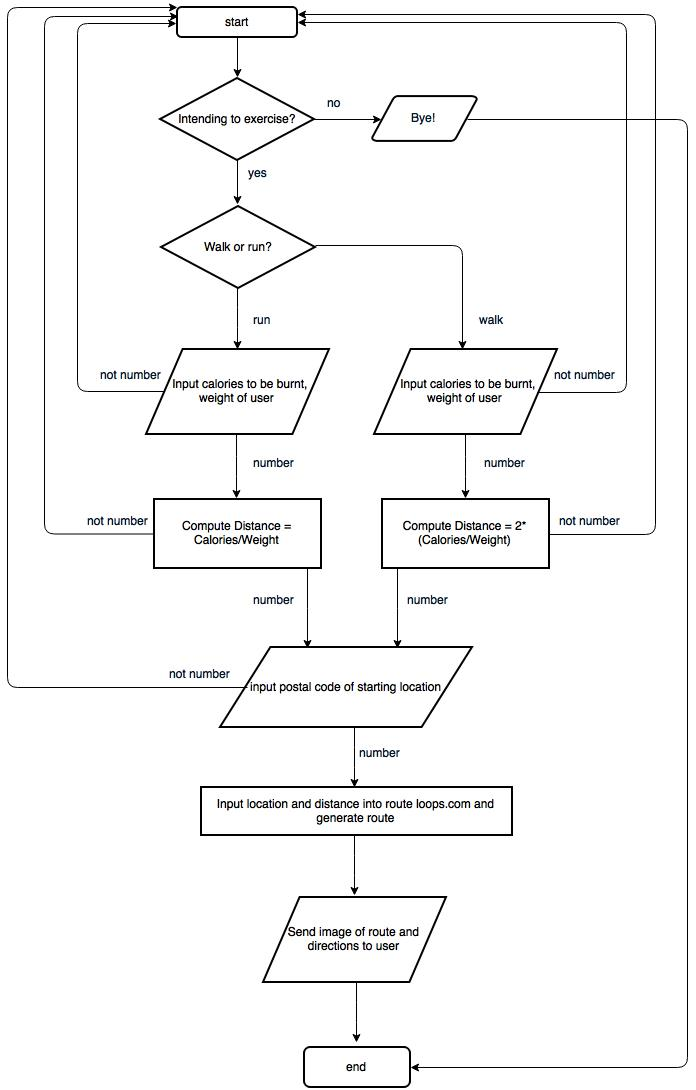 start
no
Intending to exercise?
Bye!
yes
Walk or run?
run
walk
not number
Input calories to be burnt,
weight of user
Input calories to be burnt,
weight of user
not number
number
number
not number
Compute Distance =
Calories/Weight
Compute Distance = 2*
(Calories/Weight)
not number
number
number
not number
input postal code of starting location
number
Input location and distance into route loops.com and
generate route
Send image of route and
directions to user
end